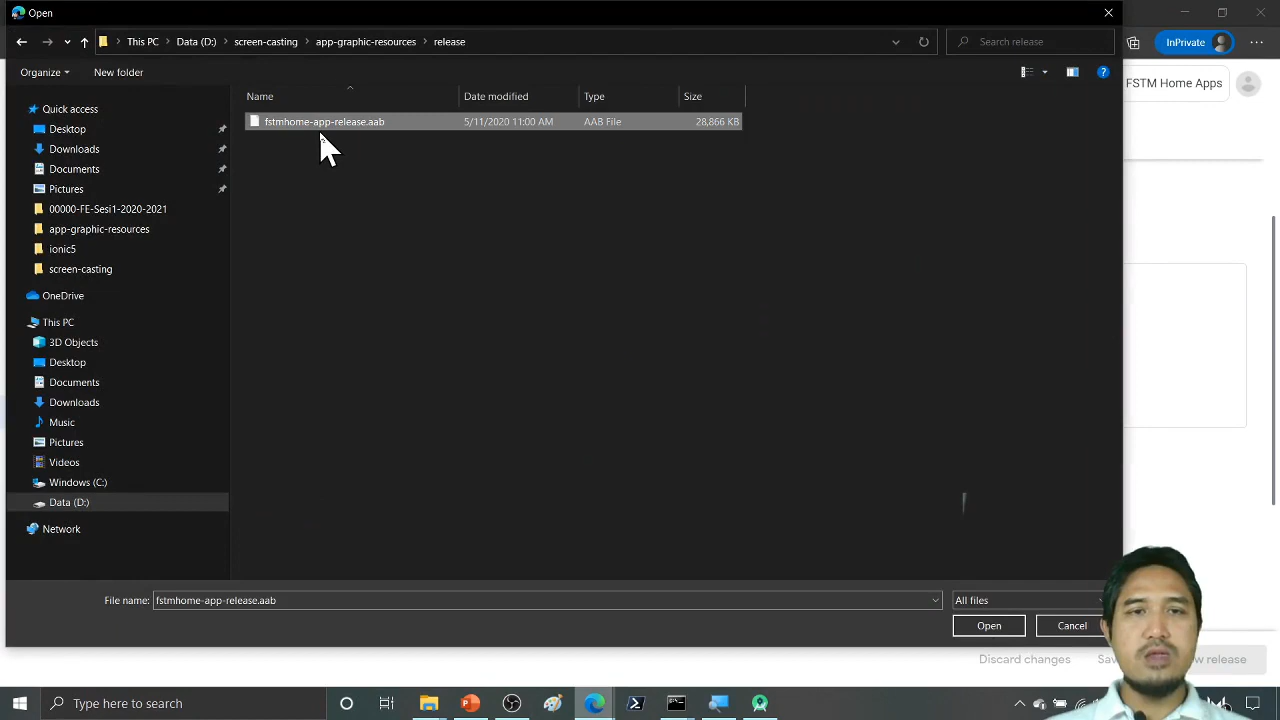 Open
This PC > Data (D:) > screen-casting > app-graphic-resources > release
Search release
InPrivate
Organize
New folder
FSTM Home Apps
Name
Date modified
Type
Size
Quick access
Desktop
Downloads
Documents
Pictures
00000-FE-Sesi1-2020-2021
app-graphic-resources
ionic5
screen-casting
OneDrive
This PC
3D Objects
Desktop
Documents
Downloads
Music
Pictures
Videos
Windows (C:)
Data (D:)
Network
fstmhome-app-release.aab
5/11/2020 11:00 AM
AAB File
28,866 KB
File name:
fstmhome-app-release.aab
All files
Open
Cancel
Discard changes
release
Type here to search